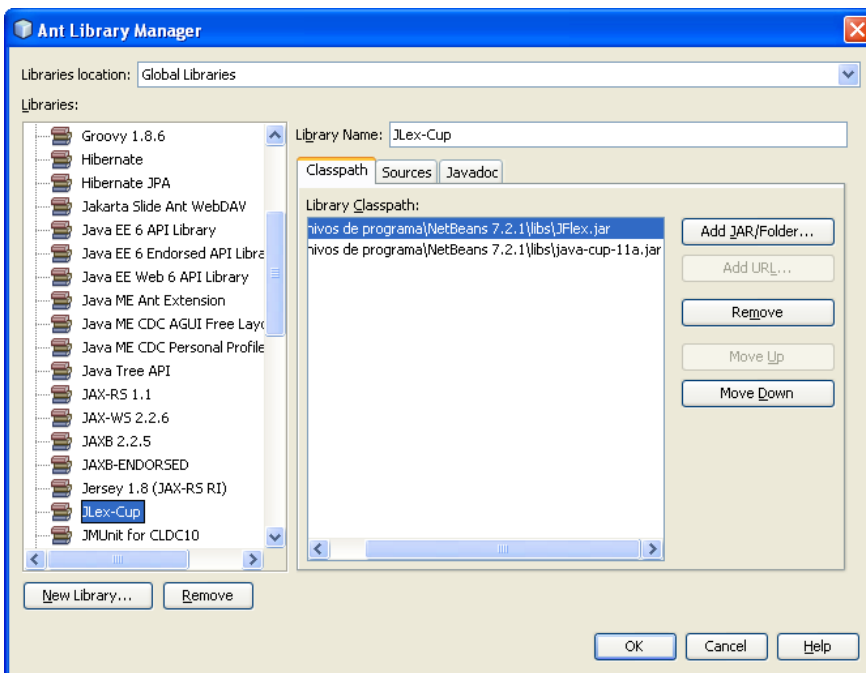 Ant Library Manager
Libraries location: Global Libraries
Libraries:
Groovy 1.8.6
Hibernate
Hibernate JPA
Jakarta Slide Ant WebDAV
Java EE 6 API Library
Java EE 6 Endorsed API Libra
Java EE Web 6 API Library
Java ME Ant Extension
Java ME CDC AGUI Free Layo
Java ME CDC Personal Profile
Java Tree API
JAX-RS 1.1
JAX-WS 2.2.6
JAXB 2.2.5
JAXB-ENDORSED
Jersey 1.8 (JAX-RS RI)
JLex-Cup
JMUnit for CLDC10
New Library... Remove
Library Name: JLex-Cup
Classpath Sources Javadoc
Library Classpath:
hivos de programa\NetBeans 7.2.1\libs\JFlex.jar
hivos de programa\NetBeans 7.2.1\libs\java-cup-11a.jar
Add JAR/Folder...
Add URL...
Remove
Move Up
Move Down
OK Cancel Help